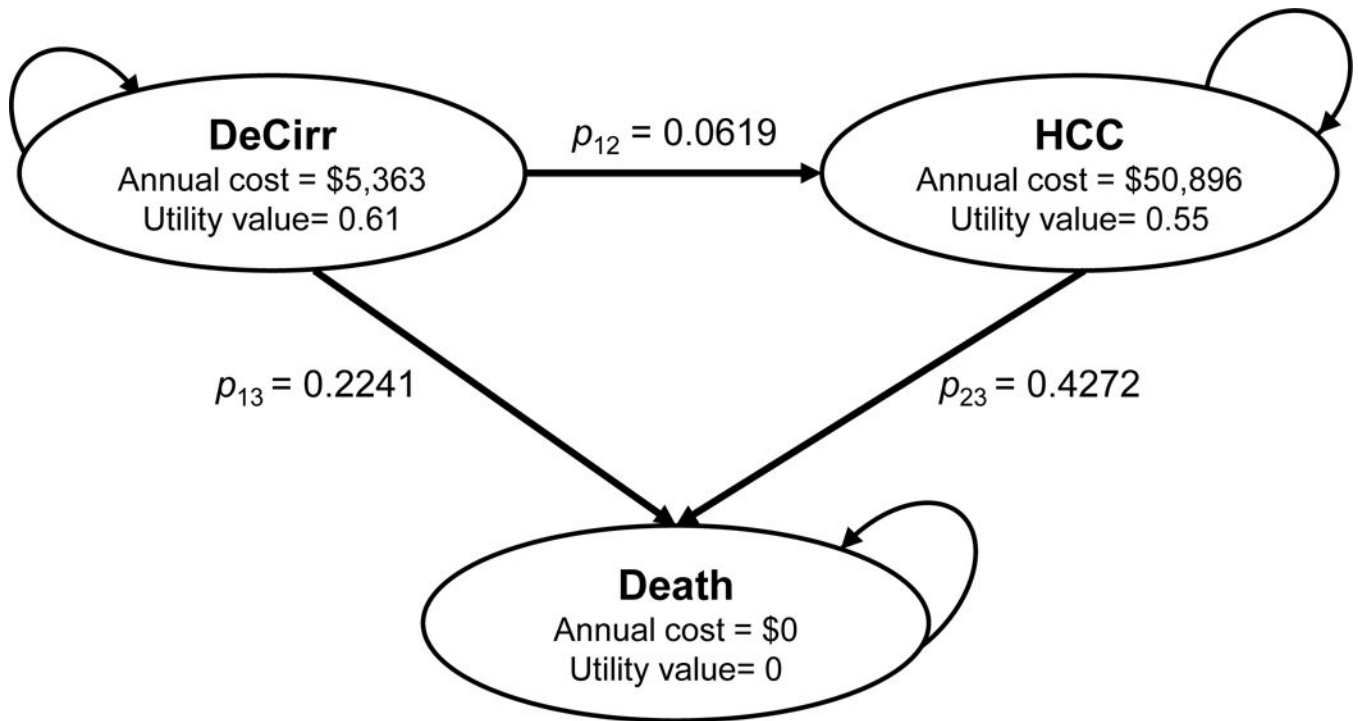 DeCirr
Annual cost = $5,363
Utility value= 0.61
p12 = 0.0619
HCC
Annual cost = $50,896
Utility value= 0.55
p13 = 0.2241
p23 = 0.4272
Death
Annual cost = $0
Utility value= 0